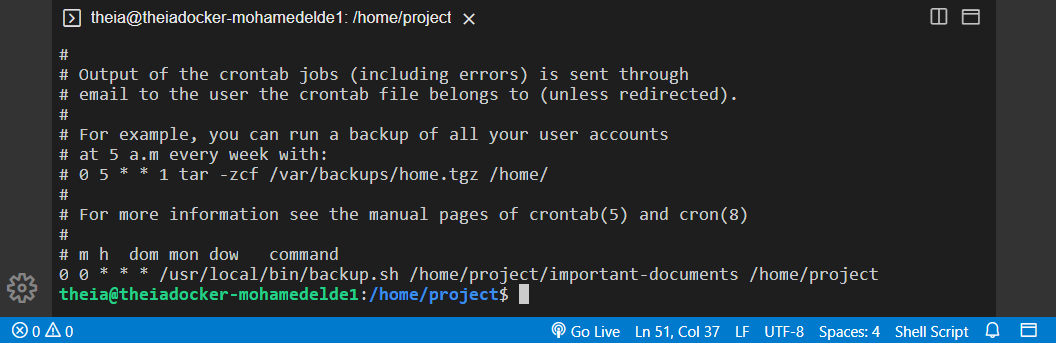 theia@theiadocker-mohamedelde1: /home/project
#
# Output of the crontab jobs (including errors) is sent through
# email to the user the crontab file belongs to (unless redirected).
#
# For example, you can run a backup of all your user accounts
# at 5 a.m every week with:
# 0 5 * * 1 tar -zcf /var/backups/home.tgz /home/
#
# For more information see the manual pages of crontab(5) and cron(8)
#
# m h  dom mon dow   command
0 0 * * * /usr/local/bin/backup.sh /home/project/important-documents /home/project
theia@theiadocker-mohamedelde1:/home/project$
0 0 Go Live Ln 51, Col 37 LF UTF-8 Spaces: 4 Shell Script